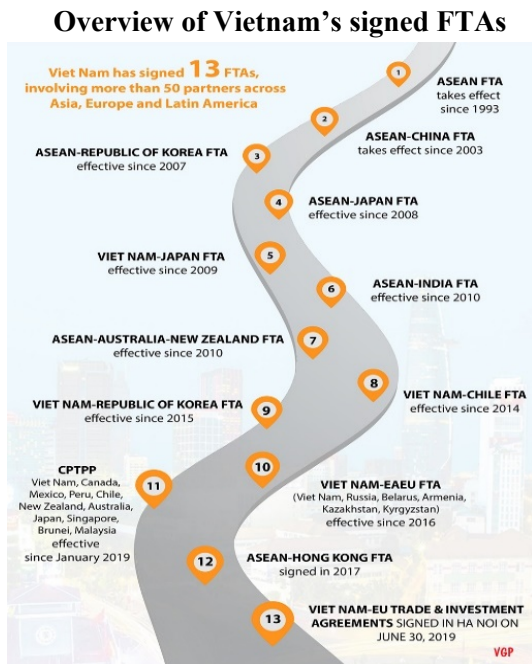 Overview of Vietnam's signed FTAs
Viet Nam has signed 13 FTAs,
involving more than 50 partners across
Asia, Europe and Latin America
1
ASEAN FTA
takes effect
since 1993
2
ASEAN-CHINA FTA
takes effect since 2003
ASEAN-REPUBLIC OF KOREA FTA
effective since 2007
3
4
ASEAN-JAPAN FTA
effective since 2008
VIET NAM-JAPAN FTA
effective since 2009
5
6
ASEAN-INDIA FTA
effective since 2010
ASEAN-AUSTRALIA-NEW ZEALAND FTA
effective since 2010
7
8
VIET NAM-CHILE FTA
effective since 2014
VIET NAM-REPUBLIC OF KOREA FTA
effective since 2015
9
10
VIET NAM-EAEU FTA
(Viet Nam, Russia, Belarus, Armenia,
Kazakhstan, Kyrgyzstan)
effective since 2016
CPTPP
Viet Nam, Canada,
Mexico, Peru, Chile,
New Zealand, Australia,
Japan, Singapore,
Brunei, Malaysia
effective
since January 2019
11
12
ASEAN-HONG KONG FTA
signed in 2017
13
VIET NAM-EU TRADE & INVESTMENT
AGREEMENTS SIGNED IN HA NOI ON
JUNE 30, 2019
VGP